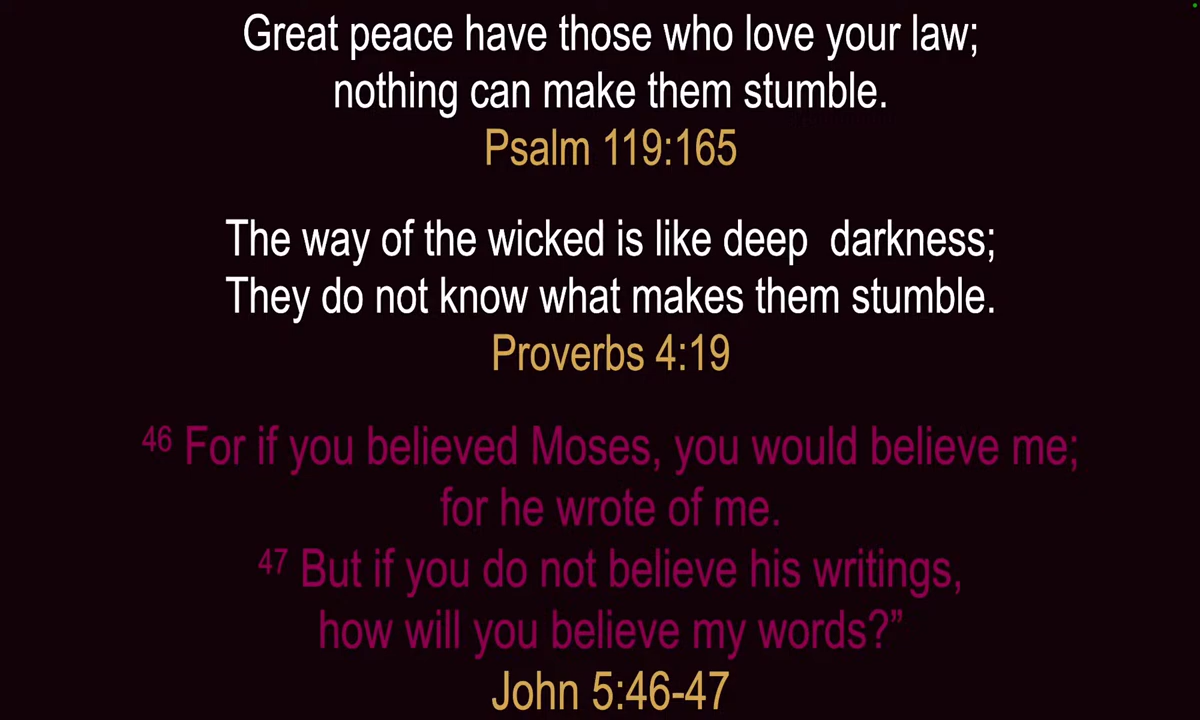 Great peace have those who love your law;
nothing can make them stumble.
Psalm 119:165
The way of the wicked is like deep  darkness;
They do not know what makes them stumble.
Proverbs 4:19
46 For if you believed Moses, you would believe me;
for he wrote of me.
47 But if you do not believe his writings,
how will you believe my words?”
John 5:46-47